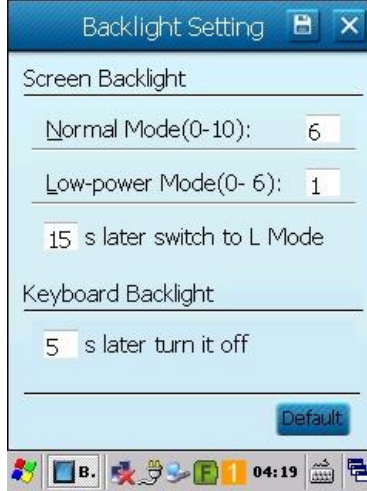 Backlight Setting
Screen Backlight
Normal Mode(0-10): 6
Low-power Mode(0- 6): 1
15 s later switch to L Mode
Keyboard Backlight
5 s later turn it off
Default
B. F 1 04:19